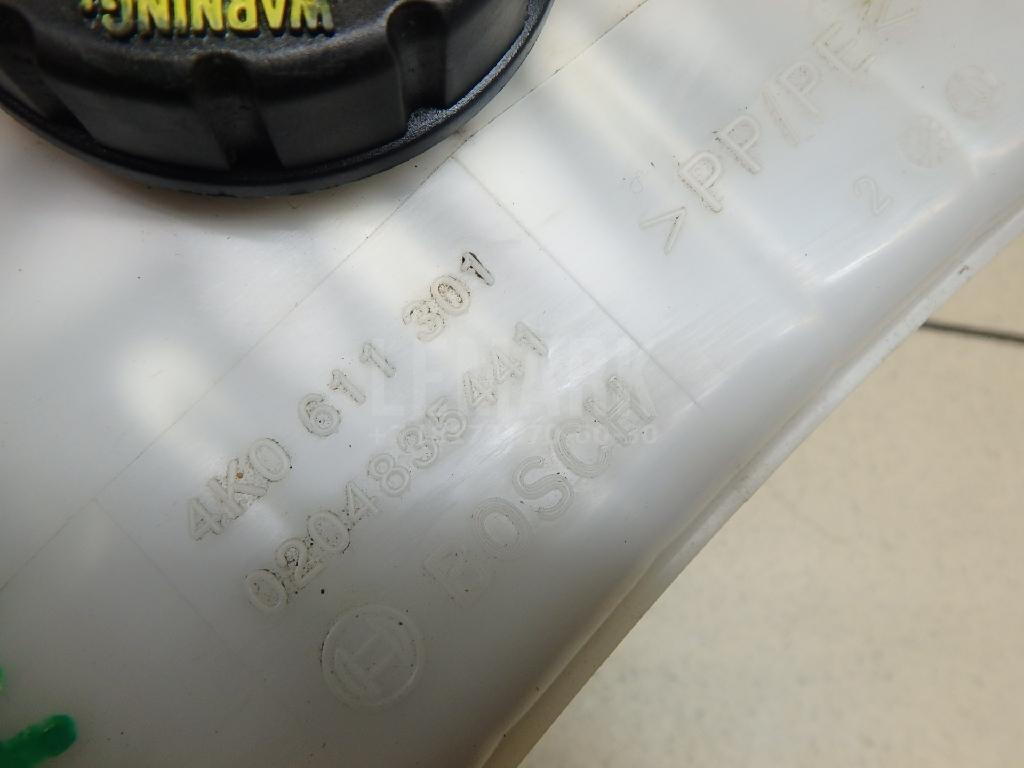 WARNING:
>PP/PE<
2
4K0 611 301
0204835441
BOSCH